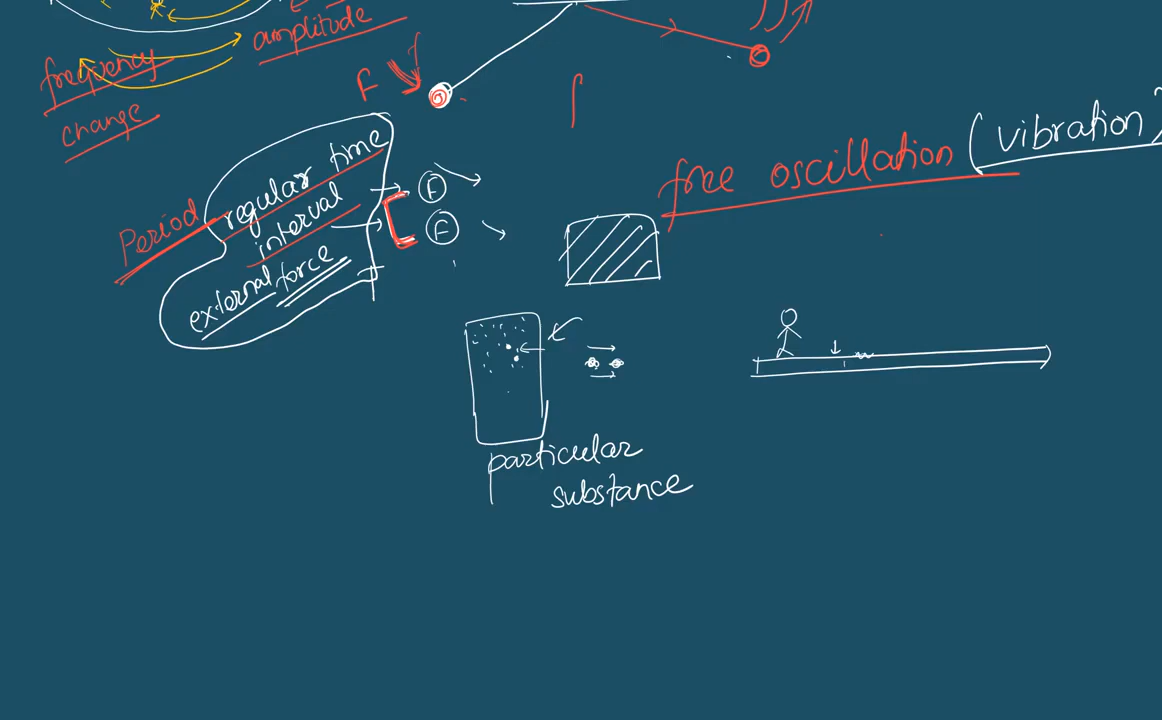 amplitude
frequency
change
F
free oscillation (vibration)
Period
regular time
interval
external force
F
F
particular
substance